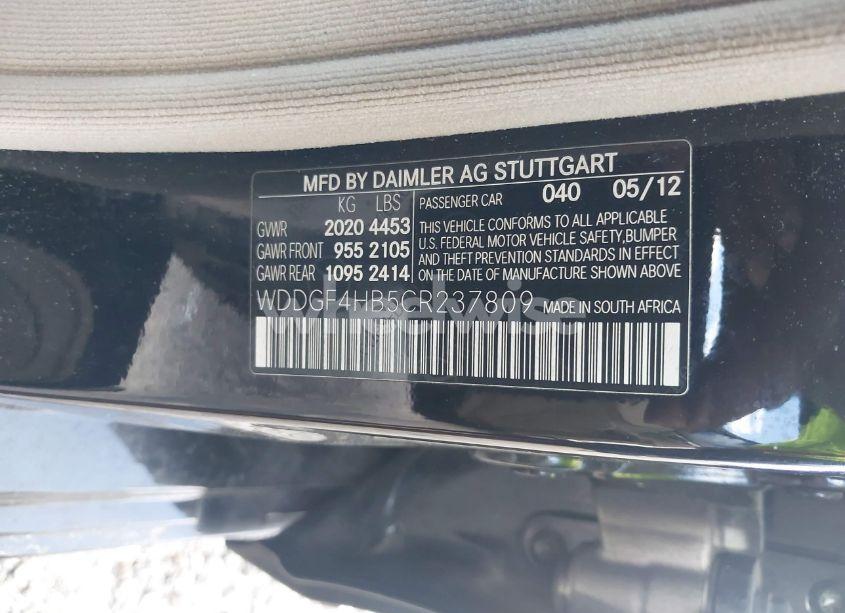 MFD BY DAIMLER AG STUTTGART
KG LBS PASSENGER CAR 040 05/12
GVWR 2020 4453
GAWR FRONT 955 2105
GAWR REAR 1095 2414
THIS VEHICLE CONFORMS TO ALL APPLICABLE
U.S. FEDERAL MOTOR VEHICLE SAFETY,BUMPER
AND THEFT PREVENTION STANDARDS IN EFFECT
ON THE DATE OF MANUFACTURE SHOWN ABOVE
WDDGF4HB5CR237809 MADE IN SOUTH AFRICA
wheelwise